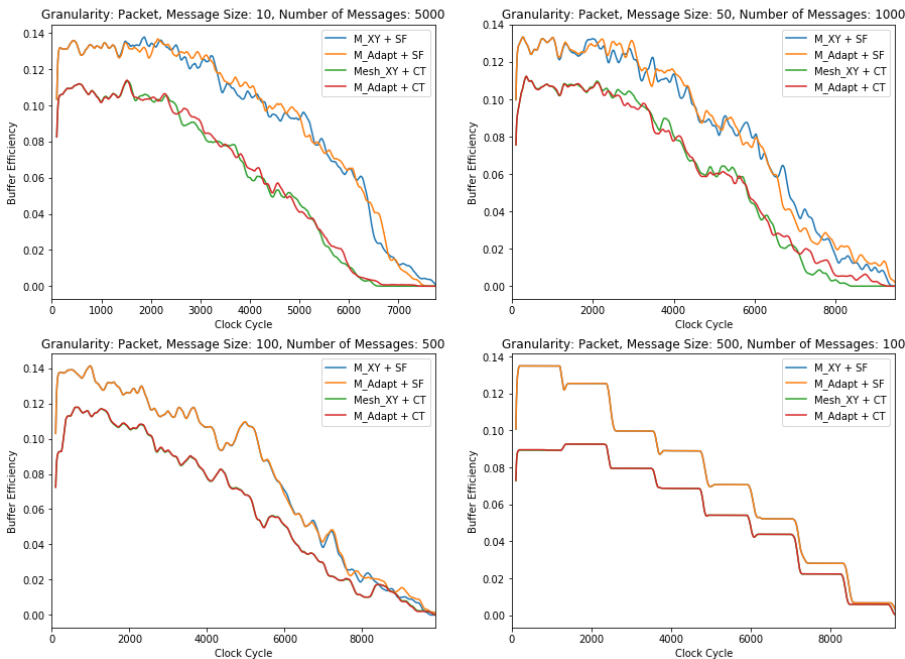 Granularity: Packet, Message Size: 10, Number of Messages: 5000
0.14
0.12
0.10
0.08
0.06
0.04
0.02
0.00
Buffer Efficiency
M_XY + SF
M_Adapt + SF
Mesh_XY + CT
M_Adapt + CT
0 1000 2000 3000 4000 5000 6000 7000
Clock Cycle
Granularity: Packet, Message Size: 50, Number of Messages: 1000
0.14
0.12
0.10
0.08
0.06
0.04
0.02
0.00
Buffer Efficiency
M_XY + SF
M_Adapt + SF
Mesh_XY + CT
M_Adapt + CT
0 2000 4000 6000 8000
Clock Cycle
Granularity: Packet, Message Size: 100, Number of Messages: 500
0.14
0.12
0.10
0.08
0.06
0.04
0.02
0.00
Buffer Efficiency
M_XY + SF
M_Adapt + SF
Mesh_XY + CT
M_Adapt + CT
0 2000 4000 6000 8000
Clock Cycle
Granularity: Packet, Message Size: 500, Number of Messages: 100
0.14
0.12
0.10
0.08
0.06
0.04
0.02
0.00
Buffer Efficiency
M_XY + SF
M_Adapt + SF
Mesh_XY + CT
M_Adapt + CT
0 2000 4000 6000 8000
Clock Cycle